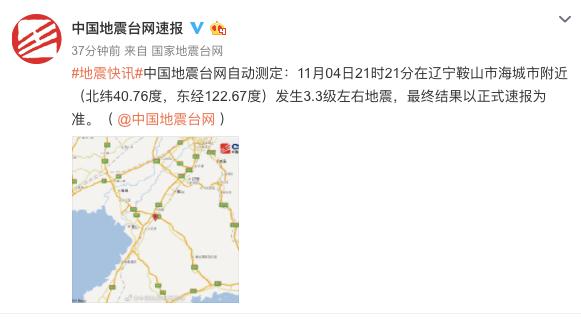 中国地震台网速报
37分钟前 来自 国家地震台网
#地震快讯#中国地震台网自动测定：11月04日21时21分在辽宁鞍山市海城市附近
（北纬40.76度，东经122.67度）发生3.3级左右地震，最终结果以正式速报为
准。（ @中国地震台网 ）